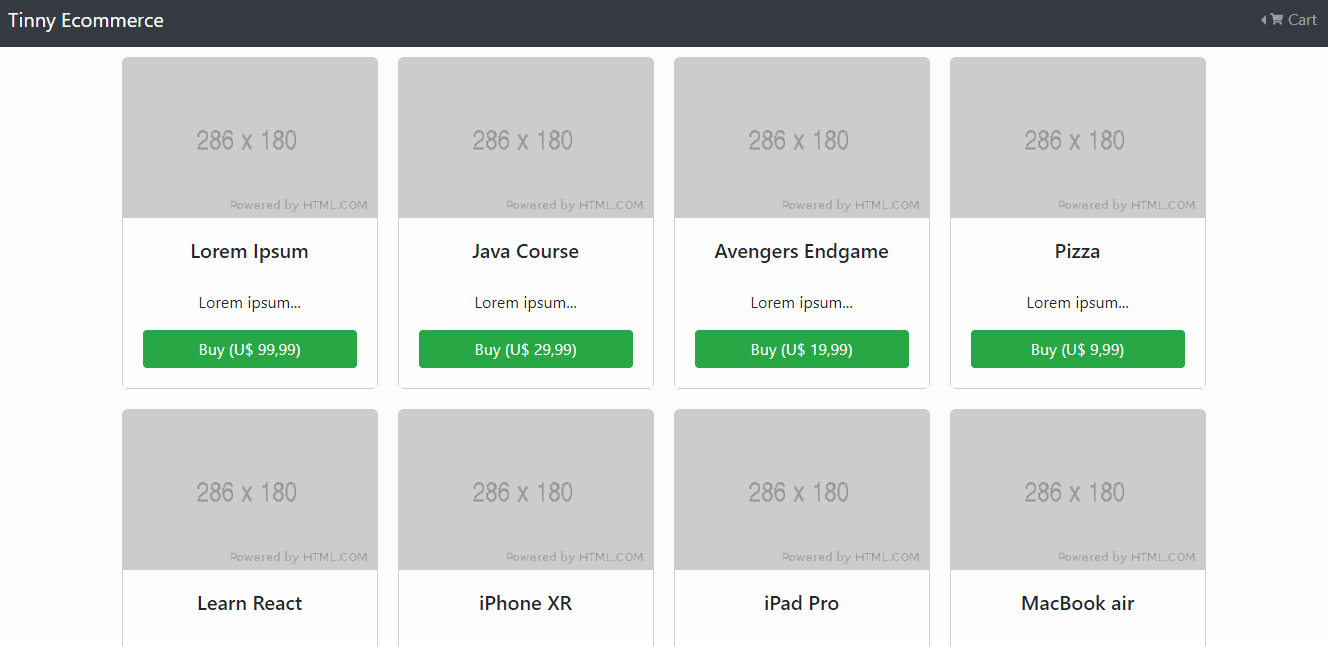 Tinny Ecommerce Cart
286 x 180 286 x 180 286 x 180 286 x 180
Powered by HTML.COM Powered by HTML.COM Powered by HTML.COM Powered by HTML.COM
Lorem Ipsum Java Course Avengers Endgame Pizza
Lorem ipsum... Lorem ipsum... Lorem ipsum... Lorem ipsum...
Buy (U$ 99,99) Buy (U$ 29,99) Buy (U$ 19,99) Buy (U$ 9,99)
286 x 180 286 x 180 286 x 180 286 x 180
Powered by HTML.COM Powered by HTML.COM Powered by HTML.COM Powered by HTML.COM
Learn React iPhone XR iPad Pro MacBook air